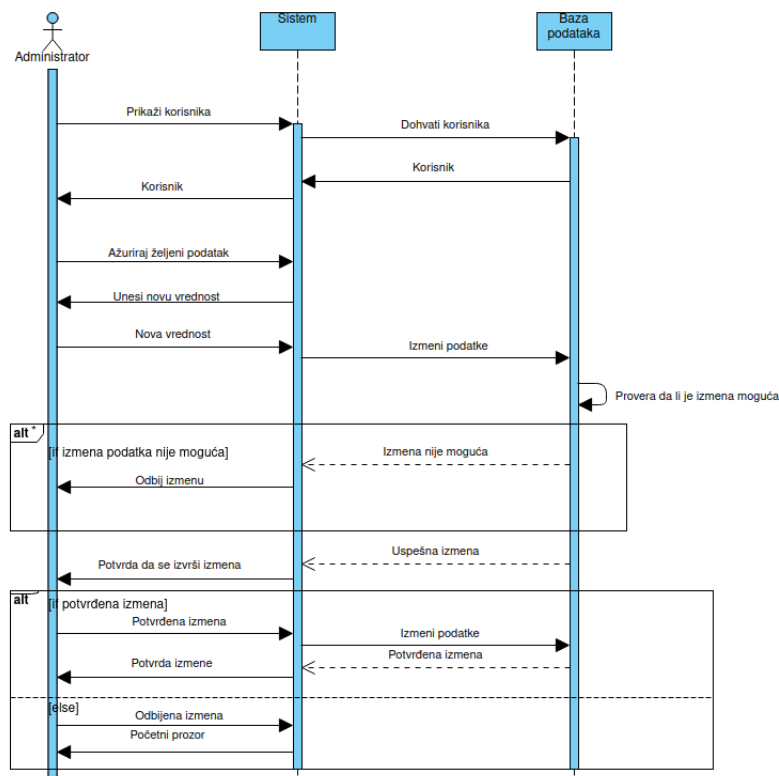 Sistem
Baza
podataka
Administrator
Prikaži korisnika
Dohvati korisnika
Korisnik
Korisnik
Ažuriraj željeni podatak
Unesi novu vrednost
Nova vrednost
Izmeni podatke
Provera da li je izmena moguća
alt *
[if izmena podatka nije moguća]
Izmena nije moguća
Odbij izmenu
Uspešna izmena
Potvrda da se izvrši izmena
alt
[if potvrđena izmena]
Potvrđena izmena
Izmeni podatke
Potvrđena izmena
Potvrda izmene
[else]
Odbijena izmena
Početni prozor